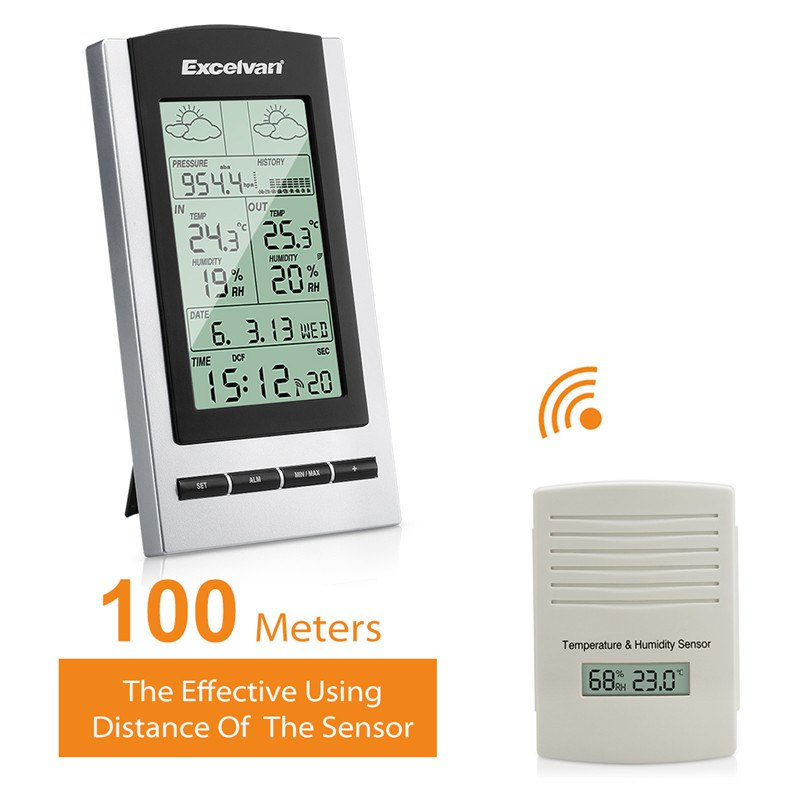 Excelvan
PRESSURE abs HISTORY
954.4 hpa
IN OUT
TEMP TEMP
24.3 °C 25.3 °C
HUMIDITY HUMIDITY
19 % RH 20 % RH
DATE
6. 3.13 WED
TIME DCF SEC
15:12 20
SET ALM MIN/MAX +
100 Meters
The Effective Using
Distance Of The Sensor
Temperature & Humidity Sensor
68% RH 23.0 °C